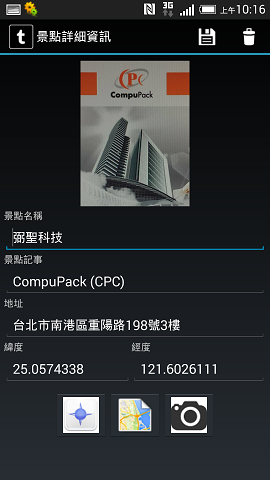 3G 上午10:16
t 景點詳細資訊
CPC
CompuPack
景點名稱
弼聖科技
景點記事
CompuPack (CPC)
地址
台北市南港區重陽路198號3樓
緯度 經度
25.0574338 121.6026111